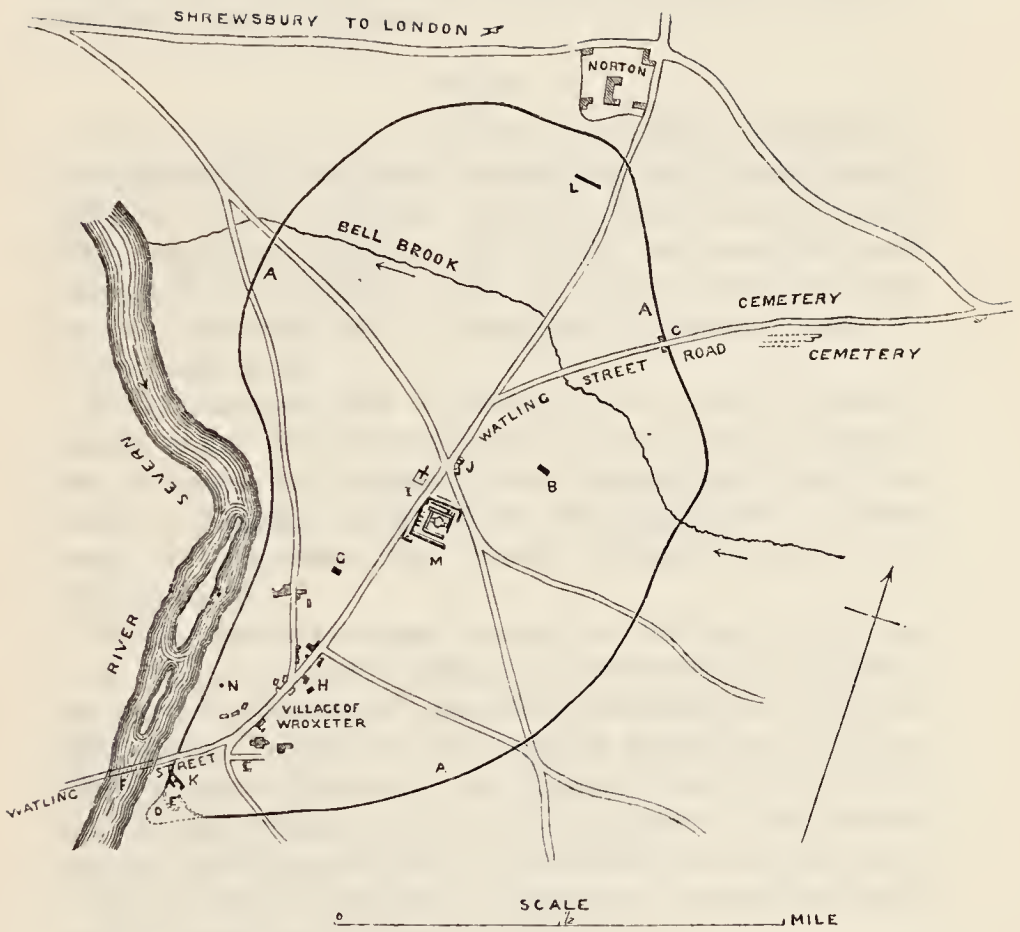 SHREWSBURY TO LONDON
NORTON
L
BELL BROOK
A
A
CEMETERY
C
STREET ROAD
CEMETERY
WATLING
J
I
B
M
G
SEVERN
RIVER
N
H
VILLAGE OF
WROXETER
STREET
E
A
F
K
E
WATLING
D
SCALE
0
1/2
MILE